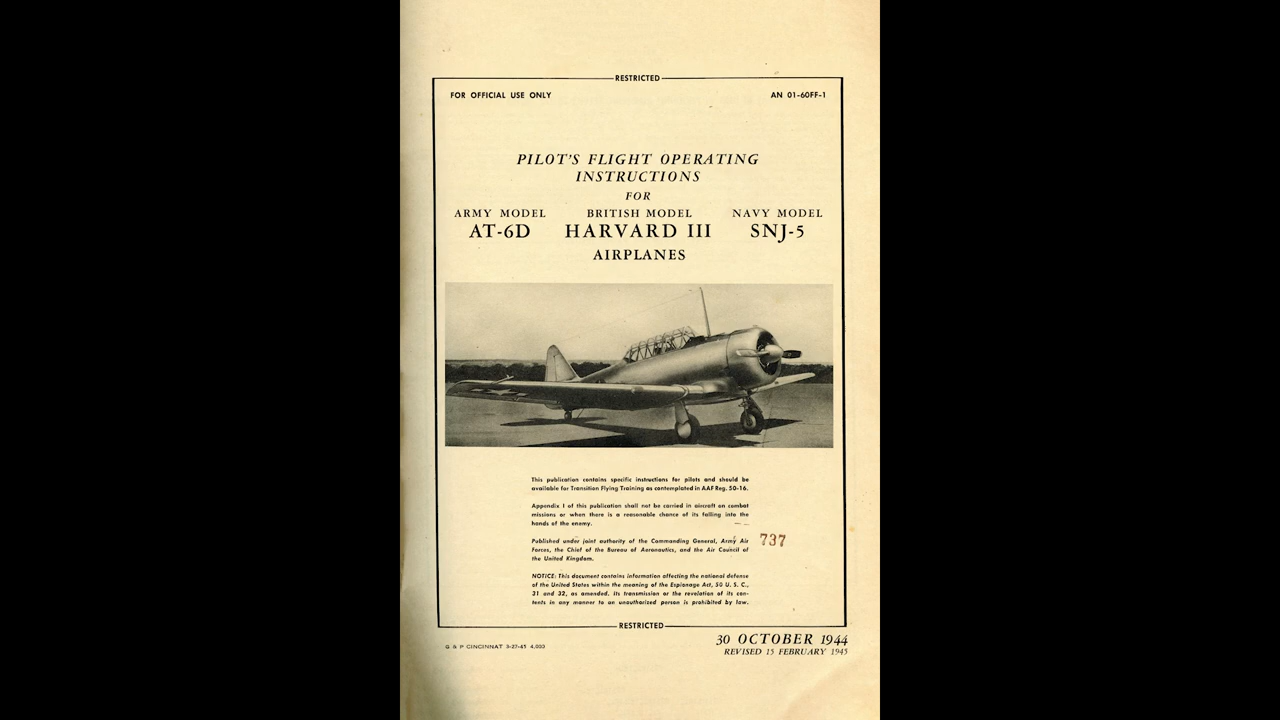 RESTRICTED
FOR OFFICIAL USE ONLY
AN 01-60FF-1
PILOT'S FLIGHT OPERATING
INSTRUCTIONS
FOR
ARMY MODEL BRITISH MODEL NAVY MODEL
AT-6D HARVARD III SNJ-5
AIRPLANES
This publication contains specific instructions for pilots and should be
available for Transition Flying Training as contemplated in AAF Reg. 50-16.
Appendix I of this publication shall not be carried in aircraft on combat
missions or when there is a reasonable chance of its falling into the
hands of the enemy.
Published under joint authority of the Commanding General, Army Air
Forces, the Chief of the Bureau of Aeronautics, and the Air Council of
the United Kingdom.
737
NOTICE: This document contains information affecting the national defense
of the United States within the meaning of the Espionage Act, 50 U. S. C.,
31 and 32, as amended. Its transmission or the revelation of its con-
tents in any manner to an unauthorized person is prohibited by law.
RESTRICTED
30 OCTOBER 1944
G & P CINCINNAT 3-27-45 4,000
REVISED 15 FEBRUARY 1945